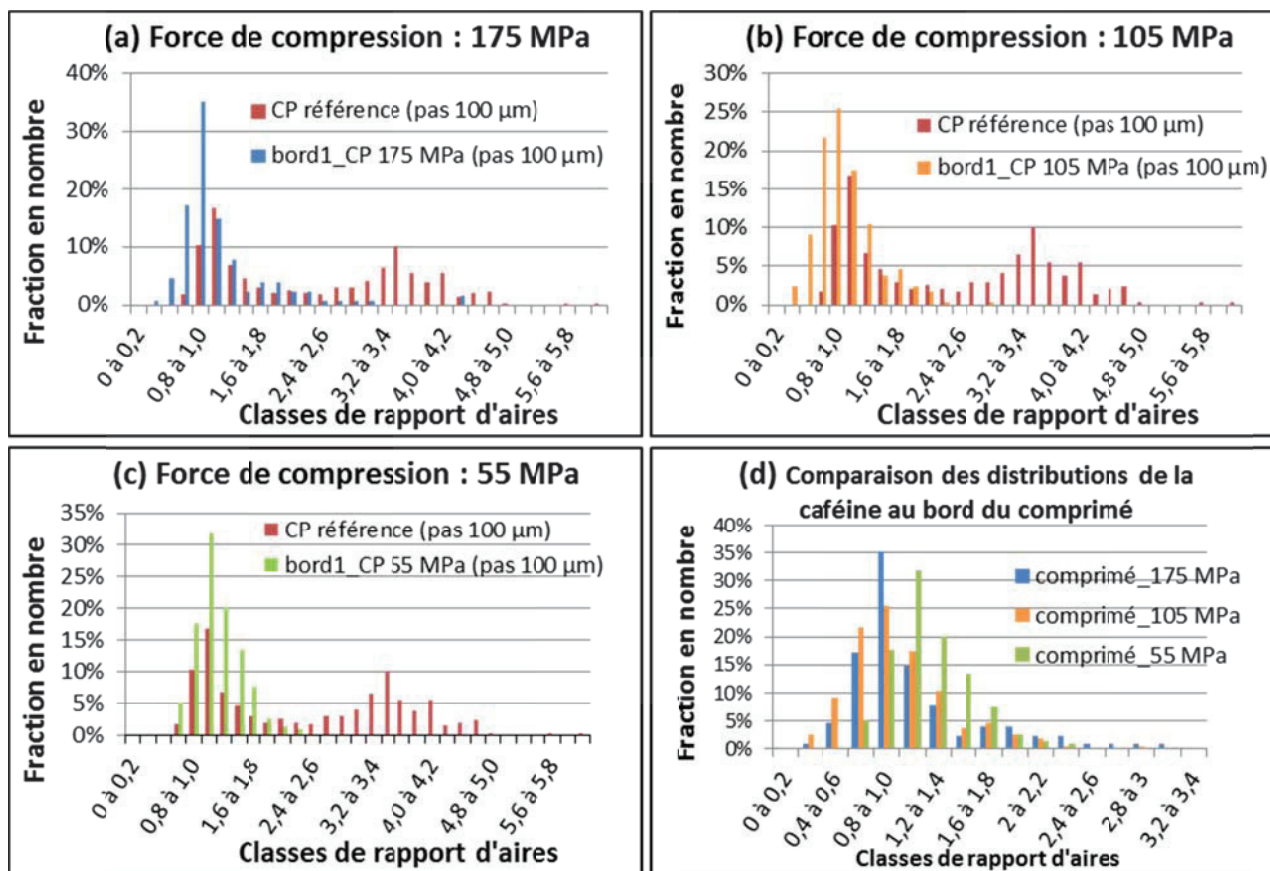 (a) Force de compression : 175 MPa
Fraction en nombre
40%
30%
20%
10%
0%
CP référence (pas 100 µm)
bord1_CP 175 MPa (pas 100 µm)
0 à 0,2
0,8 à 1,0
1,6 à 1,8
2,4 à 2,6
3,2 à 3,4
4,0 à 4,2
4,8 à 5,0
5,6 à 5,8
Classes de rapport d'aires
(b) Force de compression : 105 MPa
Fraction en nombre
30%
25%
20%
15%
10%
5%
0%
CP référence (pas 100 µm)
bord1_CP 105 MPa (pas 100 µm)
0 à 0,2
0,8 à 1,0
1,6 à 1,8
2,4 à 2,6
3,2 à 3,4
4,0 à 4,2
4,8 à 5,0
5,6 à 5,8
Classes de rapport d'aires
(c) Force de compression : 55 MPa
Fraction en nombre
35%
30%
25%
20%
15%
10%
5%
0%
CP référence (pas 100 µm)
bord1_CP 55 MPa (pas 100 µm)
0 à 0,2
0,8 à 1,0
1,6 à 1,8
2,4 à 2,6
3,2 à 3,4
4,0 à 4,2
4,8 à 5,0
5,6 à 5,8
Classes de rapport d'aires
(d) Comparaison des distributions de la
caféine au bord du comprimé
Fraction en nombre
40%
35%
30%
25%
20%
15%
10%
5%
0%
comprimé_175 MPa
comprimé_105 MPa
comprimé_55 MPa
0 à 0,2
0,4 à 0,6
0,8 à 1,0
1,2 à 1,4
1,6 à 1,8
2 à 2,2
2,4 à 2,6
2,8 à 3
3,2 à 3,4
Classes de rapport d'aires